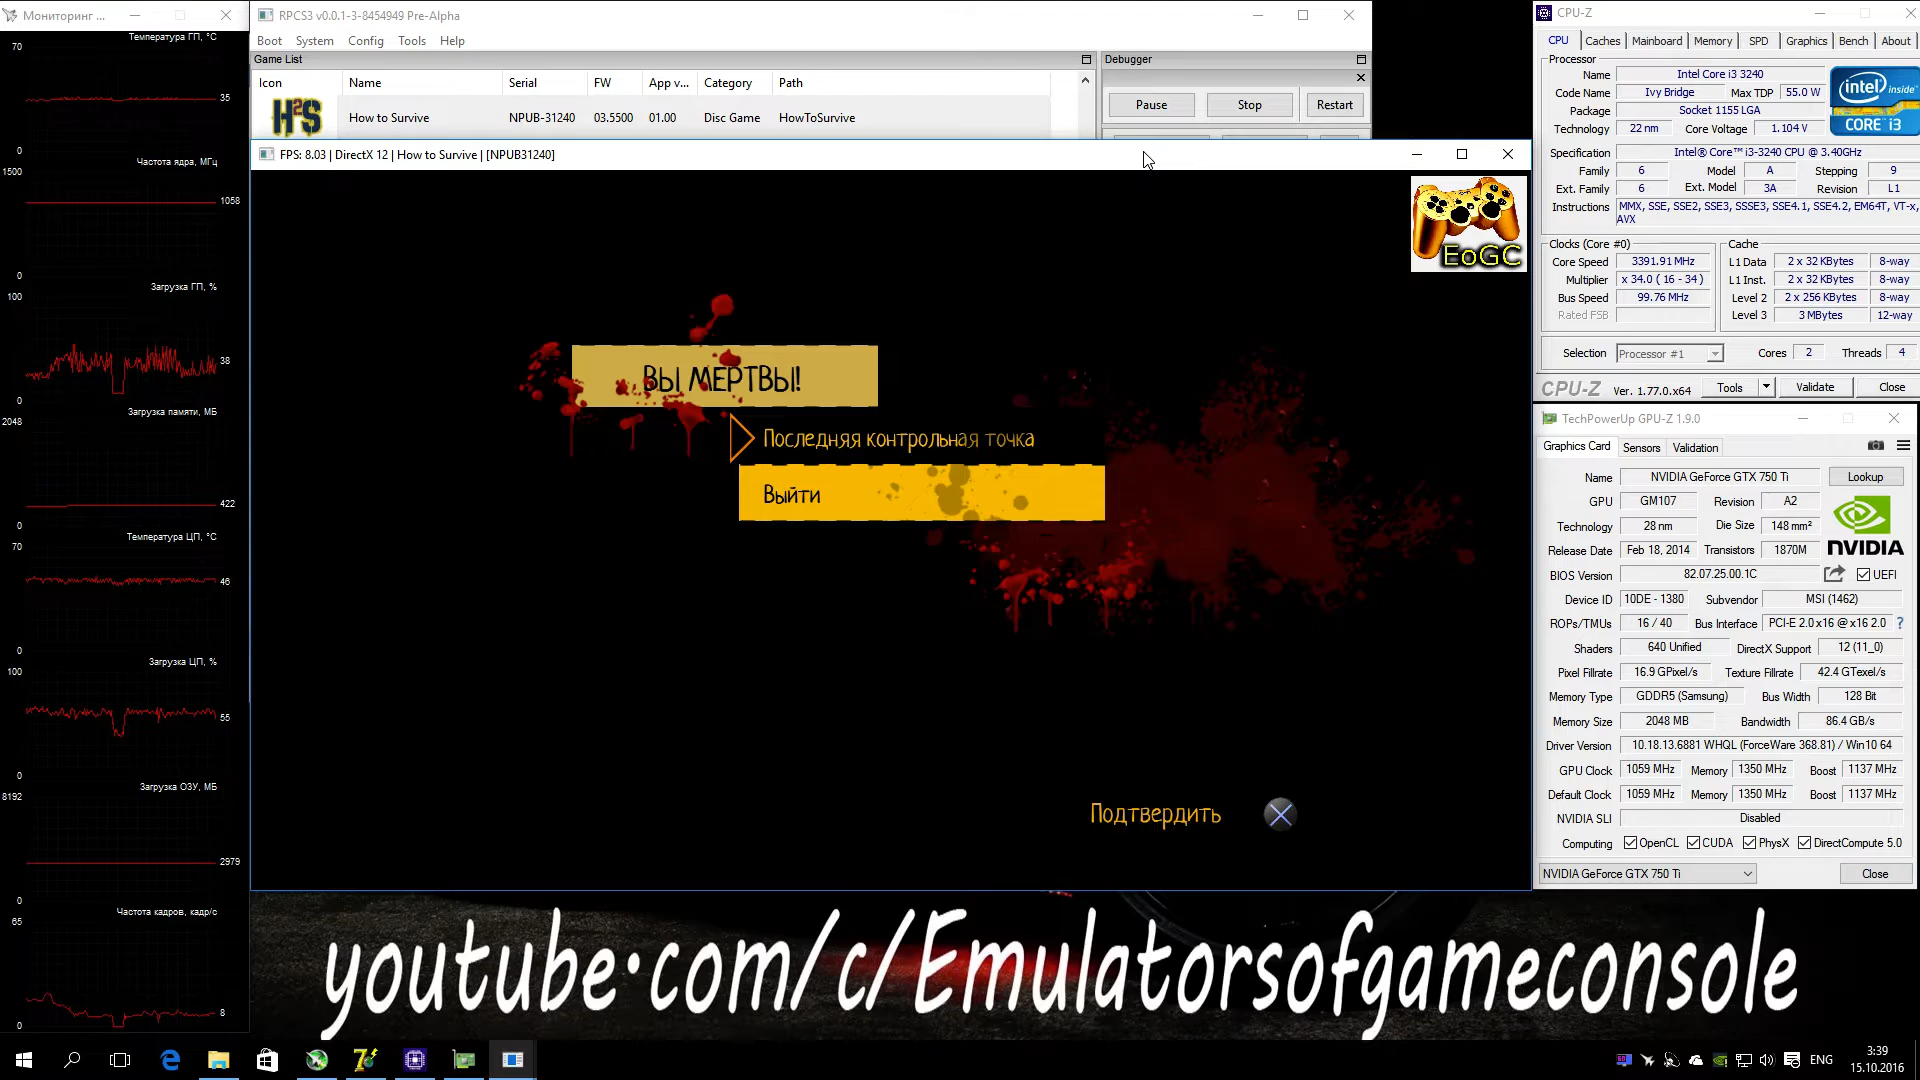 Мониторинг ...
Температура ГП, °C
70
35
0
Частота ядра, МГц
1500
1058
0
Загрузка ГП, %
100
38
0
Загрузка памяти, МБ
2048
422
0
Температура ЦП, °C
70
46
0
Загрузка ЦП, %
100
55
0
Загрузка ОЗУ, МБ
8192
2979
0
Частота кадров, кадр/с
65
8
0
RPCS3 v0.0.1-3-8454949 Pre-Alpha
Boot System Config Tools Help
Game List
Icon Name Serial FW App v... Category Path
H2S How to Survive NPUB-31240 03.5500 01.00 Disc Game HowToSurvive
Debugger
Pause Stop Restart
FPS: 8.03 | DirectX 12 | How to Survive | [NPUB31240]
EoGC
ВЫ МЕРТВЫ!
Последняя контрольная точка
Выйти
Подтвердить
CPU-Z
CPU Caches Mainboard Memory SPD Graphics Bench About
Processor
Name Intel Core i3 3240
Code Name Ivy Bridge Max TDP 55.0 W
Package Socket 1155 LGA
Technology 22 nm Core Voltage 1.104 V
intel inside™
CORE™ i3
Specification Intel® Core™ i3-3240 CPU @ 3.40GHz
Family 6 Model A Stepping 9
Ext. Family 6 Ext. Model 3A Revision L1
Instructions MMX, SSE, SSE2, SSE3, SSSE3, SSE4.1, SSE4.2, EM64T, VT-x,
AVX
Clocks (Core #0) Cache
Core Speed 3391.91 MHz L1 Data 2 x 32 KBytes 8-way
Multiplier x 34.0 ( 16 - 34 ) L1 Inst. 2 x 32 KBytes 8-way
Bus Speed 99.76 MHz Level 2 2 x 256 KBytes 8-way
Rated FSB Level 3 3 MBytes 12-way
Selection Processor #1 Cores 2 Threads 4
CPU-Z Ver. 1.77.0.x64 Tools Validate Close
TechPowerUp GPU-Z 1.9.0
Graphics Card Sensors Validation
Name NVIDIA GeForce GTX 750 Ti Lookup
GPU GM107 Revision A2
Technology 28 nm Die Size 148 mm²
Release Date Feb 18, 2014 Transistors 1870M
NVIDIA
BIOS Version 82.07.25.00.1C UEFI
Device ID 10DE - 1380 Subvendor MSI (1462)
ROPs/TMUs 16 / 40 Bus Interface PCI-E 2.0 x16 @ x16 2.0 ?
Shaders 640 Unified DirectX Support 12 (11_0)
Pixel Fillrate 16.9 GPixel/s Texture Fillrate 42.4 GTexel/s
Memory Type GDDR5 (Samsung) Bus Width 128 Bit
Memory Size 2048 MB Bandwidth 86.4 GB/s
Driver Version 10.18.13.6881 WHQL (ForceWare 368.81) / Win10 64
GPU Clock 1059 MHz Memory 1350 MHz Boost 1137 MHz
Default Clock 1059 MHz Memory 1350 MHz Boost 1137 MHz
NVIDIA SLI Disabled
Computing OpenCL CUDA PhysX DirectCompute 5.0
NVIDIA GeForce GTX 750 Ti Close
youtube.com/c/Emulatorsofgameconsole
ENG
3:39
15.10.2016